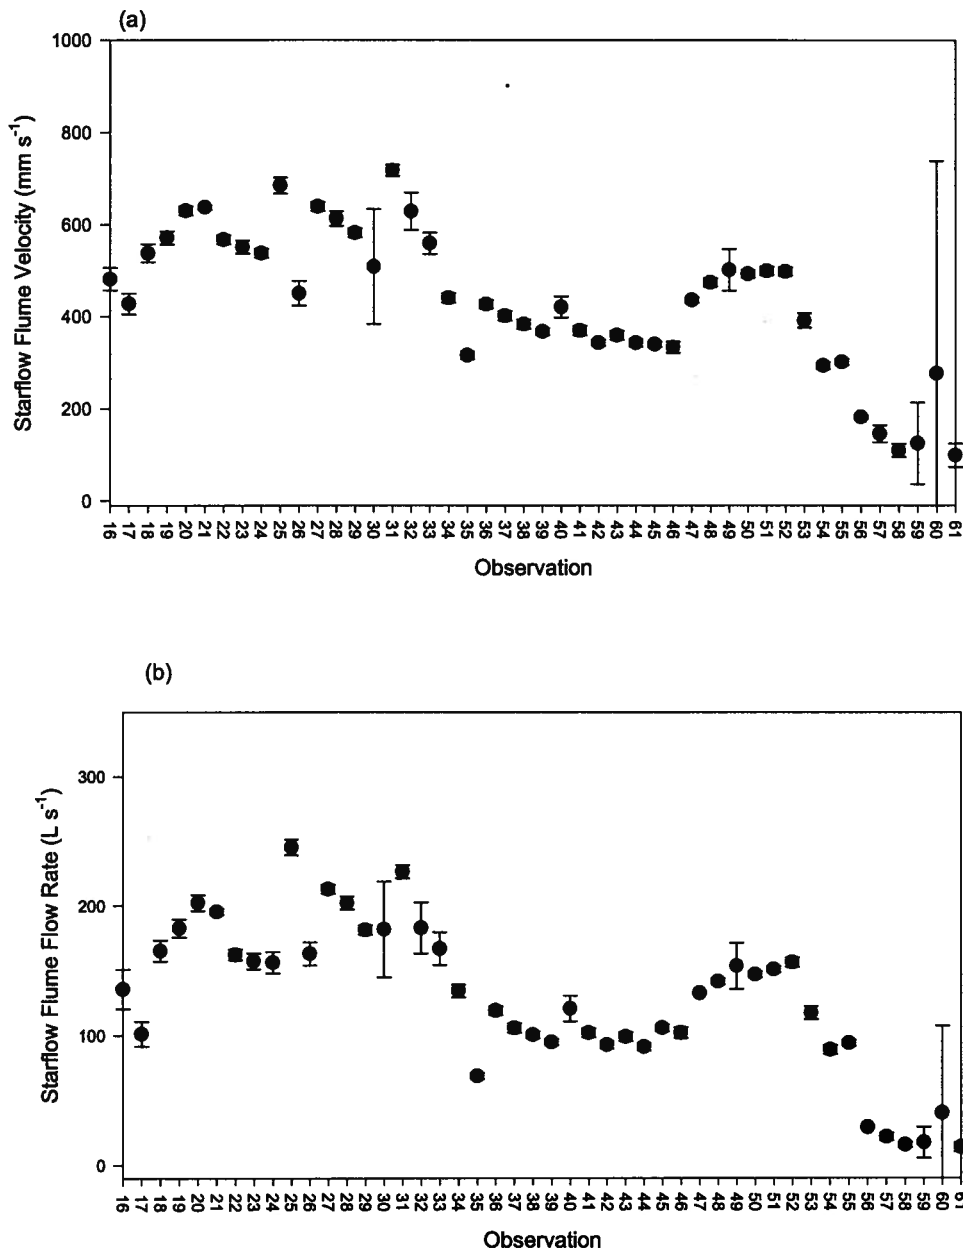 (a)
1000
800
600
400
200
0
Starflow Flume Velocity (mm s⁻¹)
16 17 18 19 20 21 22 23 24 25 26 27 28 29 30 31 32 33 34 35 36 37 38 39 40 41 42 43 44 45 46 47 48 49 50 51 52 53 54 55 56 57 58 59 60 61
Observation
(b)
300
200
100
0
Starflow Flume Flow Rate (L s⁻¹)
16 17 18 19 20 21 22 23 24 25 26 27 28 29 30 31 32 33 34 35 36 37 38 39 40 41 42 43 44 45 46 47 48 49 50 51 52 53 54 55 56 57 58 59 60 61
Observation